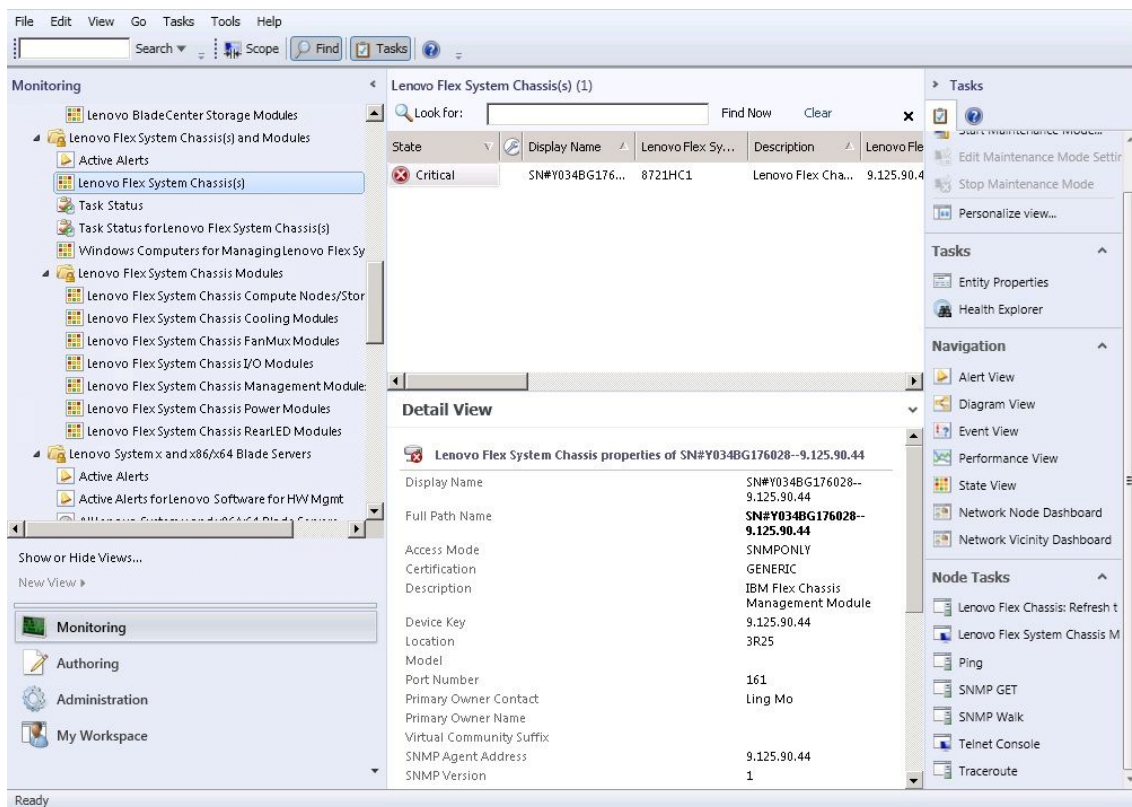 File Edit View Go Tasks Tools Help
Search Scope Find Tasks
Monitoring
Lenovo BladeCenter Storage Modules
Lenovo Flex System Chassis(s) and Modules
Active Alerts
Lenovo Flex System Chassis(s)
Task Status
Task Status forLenovo Flex System Chassis(s)
Windows Computers for ManagingLenovo Flex Sy
Lenovo Flex System Chassis Modules
Lenovo Flex System Chassis Compute Nodes/Stor
Lenovo Flex System Chassis Cooling Modules
Lenovo Flex System Chassis FanMux Modules
Lenovo Flex System Chassis I/O Modules
Lenovo Flex System Chassis Management Module:
Lenovo Flex System Chassis Power Modules
Lenovo Flex System Chassis RearLED Modules
Lenovo System x and x86/x64 Blade Servers
Active Alerts
Active Alerts forLenovo Software for HW Mgmt
Show or Hide Views...
New View
Monitoring
Authoring
Administration
My Workspace
Lenovo Flex System Chassis(s) (1)
Look for: Find Now Clear
State Display Name Lenovo Flex Sy... Description Lenovo Fle
Critical SN#Y034BG176... 8721HC1 Lenovo Flex Cha... 9.125.90.4
Detail View
Lenovo Flex System Chassis properties of SN#Y034BG176028--9.125.90.44
Display Name SN#Y034BG176028--
9.125.90.44
Full Path Name SN#Y034BG176028--
9.125.90.44
Access Mode SNMPONLY
Certification GENERIC
Description IBM Flex Chassis
Management Module
Device Key 9.125.90.44
Location 3R25
Model
Port Number 161
Primary Owner Contact Ling Mo
Primary Owner Name
Virtual Community Suffix
SNMP Agent Address 9.125.90.44
SNMP Version 1
Tasks
Start Maintenance Mode...
Edit Maintenance Mode Settir
Stop Maintenance Mode
Personalize view...
Tasks
Entity Properties
Health Explorer
Navigation
Alert View
Diagram View
Event View
Performance View
State View
Network Node Dashboard
Network Vicinity Dashboard
Node Tasks
Lenovo Flex Chassis: Refresh t
Lenovo Flex System Chassis M
Ping
SNMP GET
SNMP Walk
Telnet Console
Traceroute
Ready